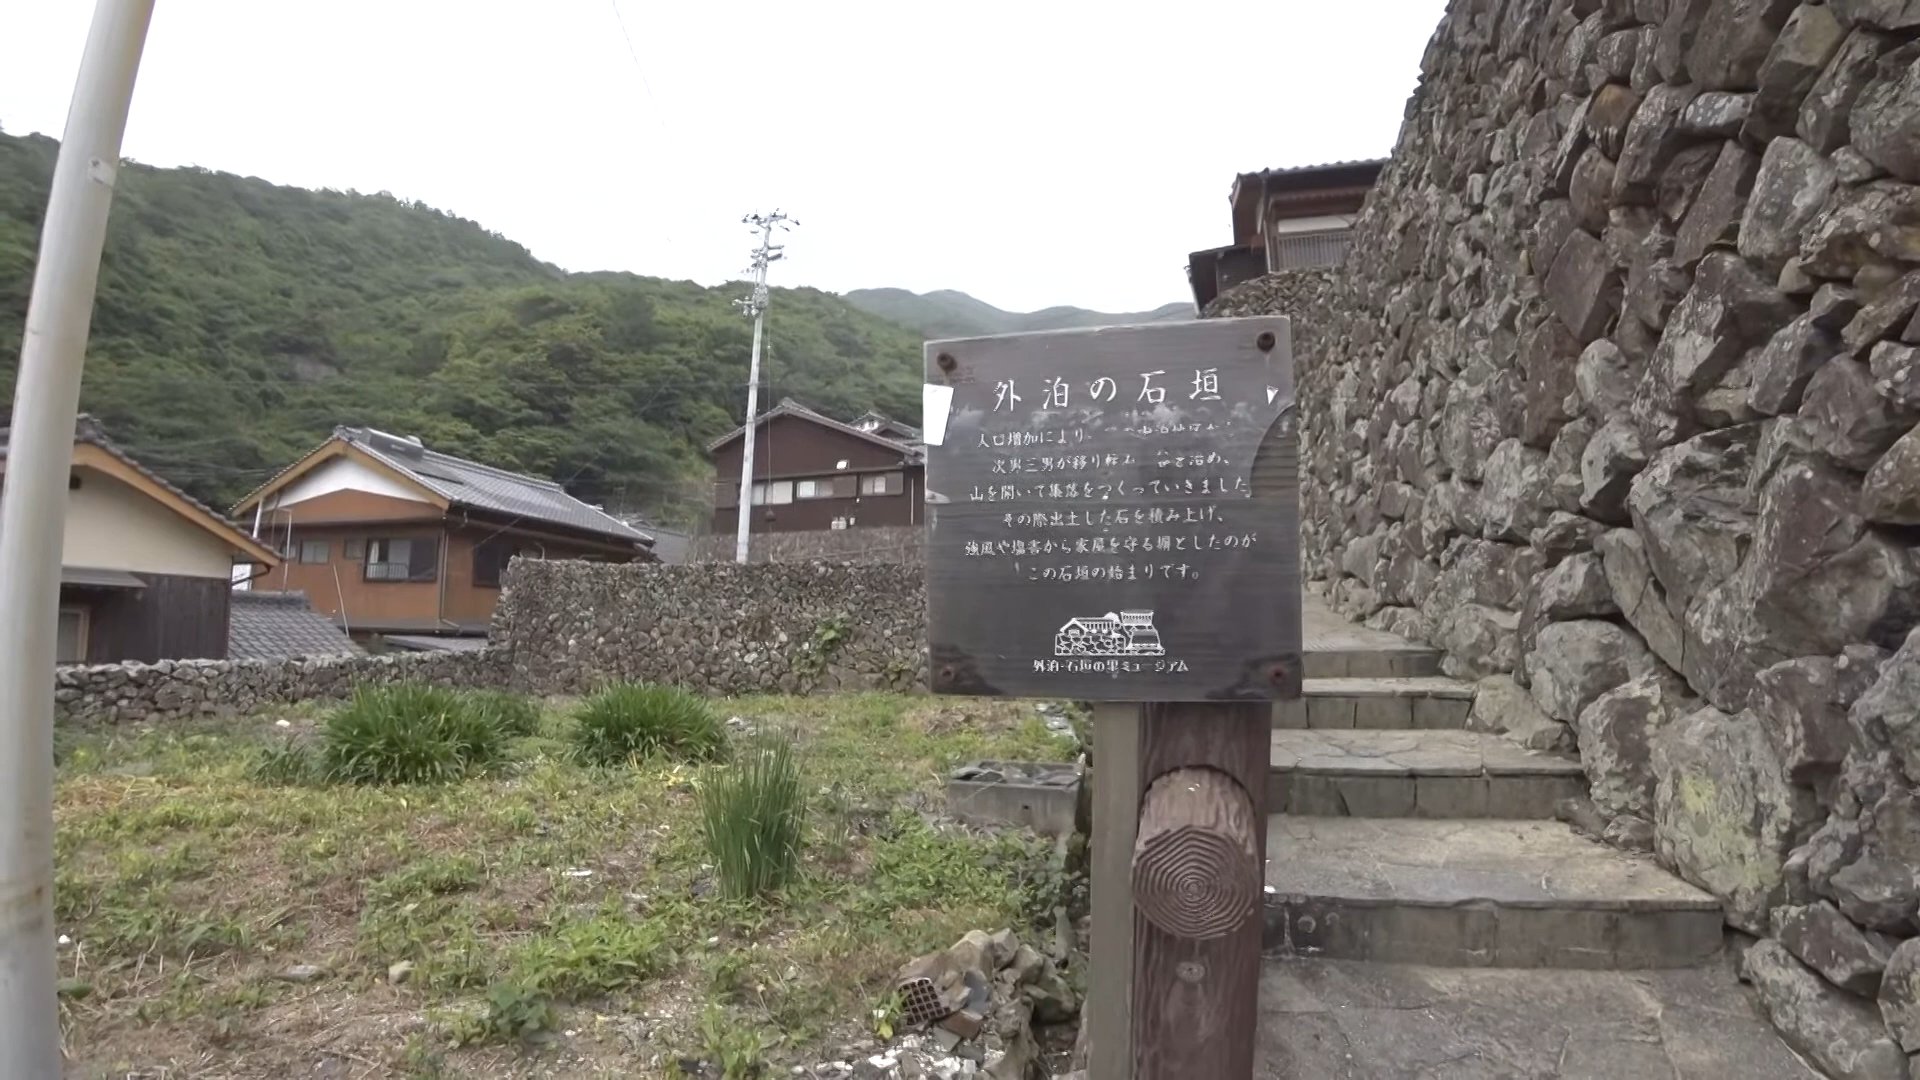 外泊の石垣
人口増加により、
次男三男が移り住み 谷を治め、
山を開いて集落をつくっていきました
その際出土した石を積み上げ、
強風や塩害から家屋を守る塀としたのが
この石垣の始まりです。
外泊・石垣の里ミュージアム